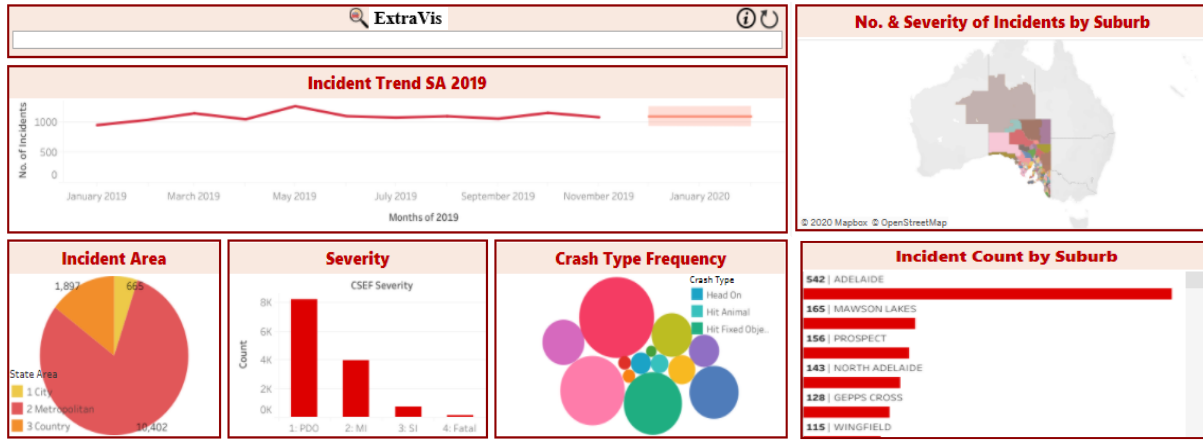 ExtraVis
No. & Severity of Incidents by Suburb
© 2020 Mapbox © OpenStreetMap
Incident Trend SA 2019
No. of Incidents
1000
500
0
January 2019 March 2019 May 2019 July 2019 September 2019 November 2019 January 2020
Months of 2019
Incident Area
1,897 665
State Area
1 City
2 Metropolitan
3 Country
10,402
Severity
CSEF Severity
Count
8K
6K
4K
2K
0K
1: PDO 2: MI 3: SI 4: Fatal
Crash Type Frequency
Crash Type
Head On
Hit Animal
Hit Fixed Obje..
Incident Count by Suburb
542 | ADELAIDE
165 | MAWSON LAKES
156 | PROSPECT
143 | NORTH ADELAIDE
128 | GEPPS CROSS
115 | WINGFIELD